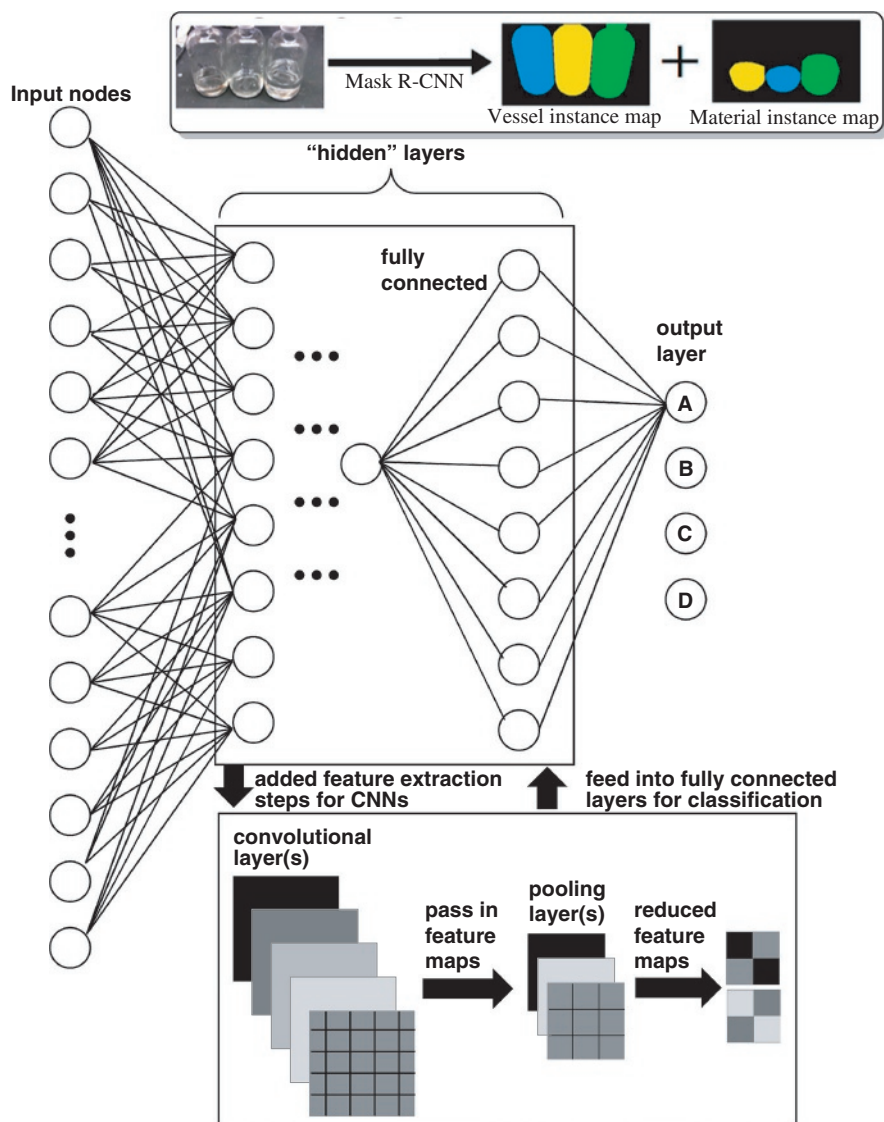 Mask R-CNN
Vessel instance map
Material instance map
Input nodes
“hidden” layers
fully
connected
output
layer
A
B
C
D
added feature extraction
steps for CNNs
feed into fully connected
layers for classification
convolutional
layer(s)
pass in
feature
maps
pooling
layer(s)
reduced
feature
maps